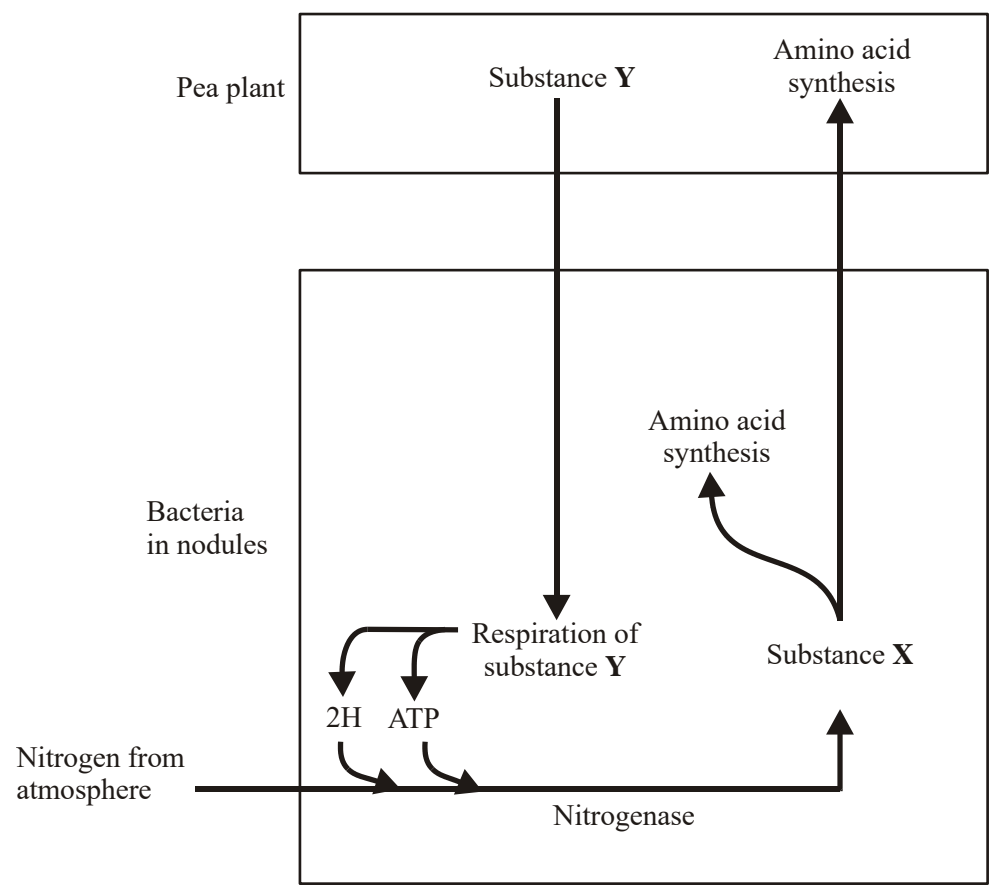 Pea plant
Substance Y
Amino acid
synthesis
Bacteria
in nodules
Amino acid
synthesis
Respiration of
substance Y
Substance X
2H
ATP
Nitrogen from
atmosphere
Nitrogenase